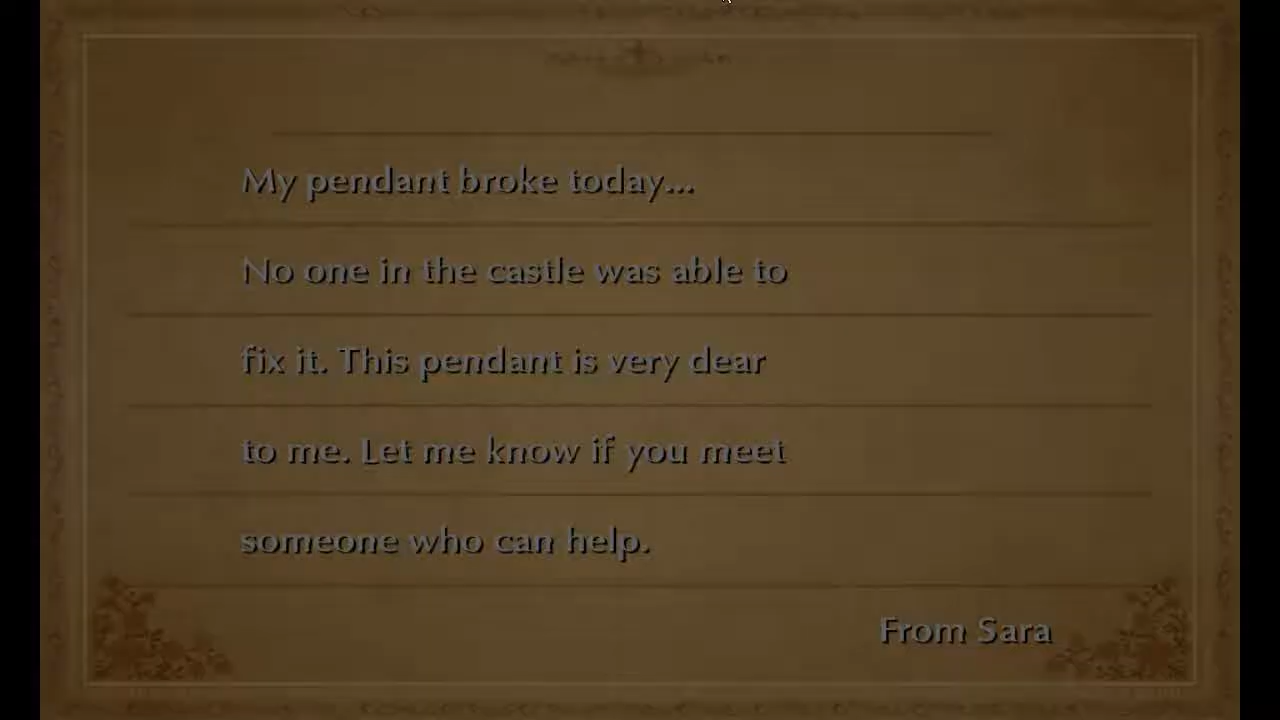 My pendant broke today...
No one in the castle was able to
fix it. This pendant is very dear
to me. Let me know if you meet
someone who can help.
From Sara